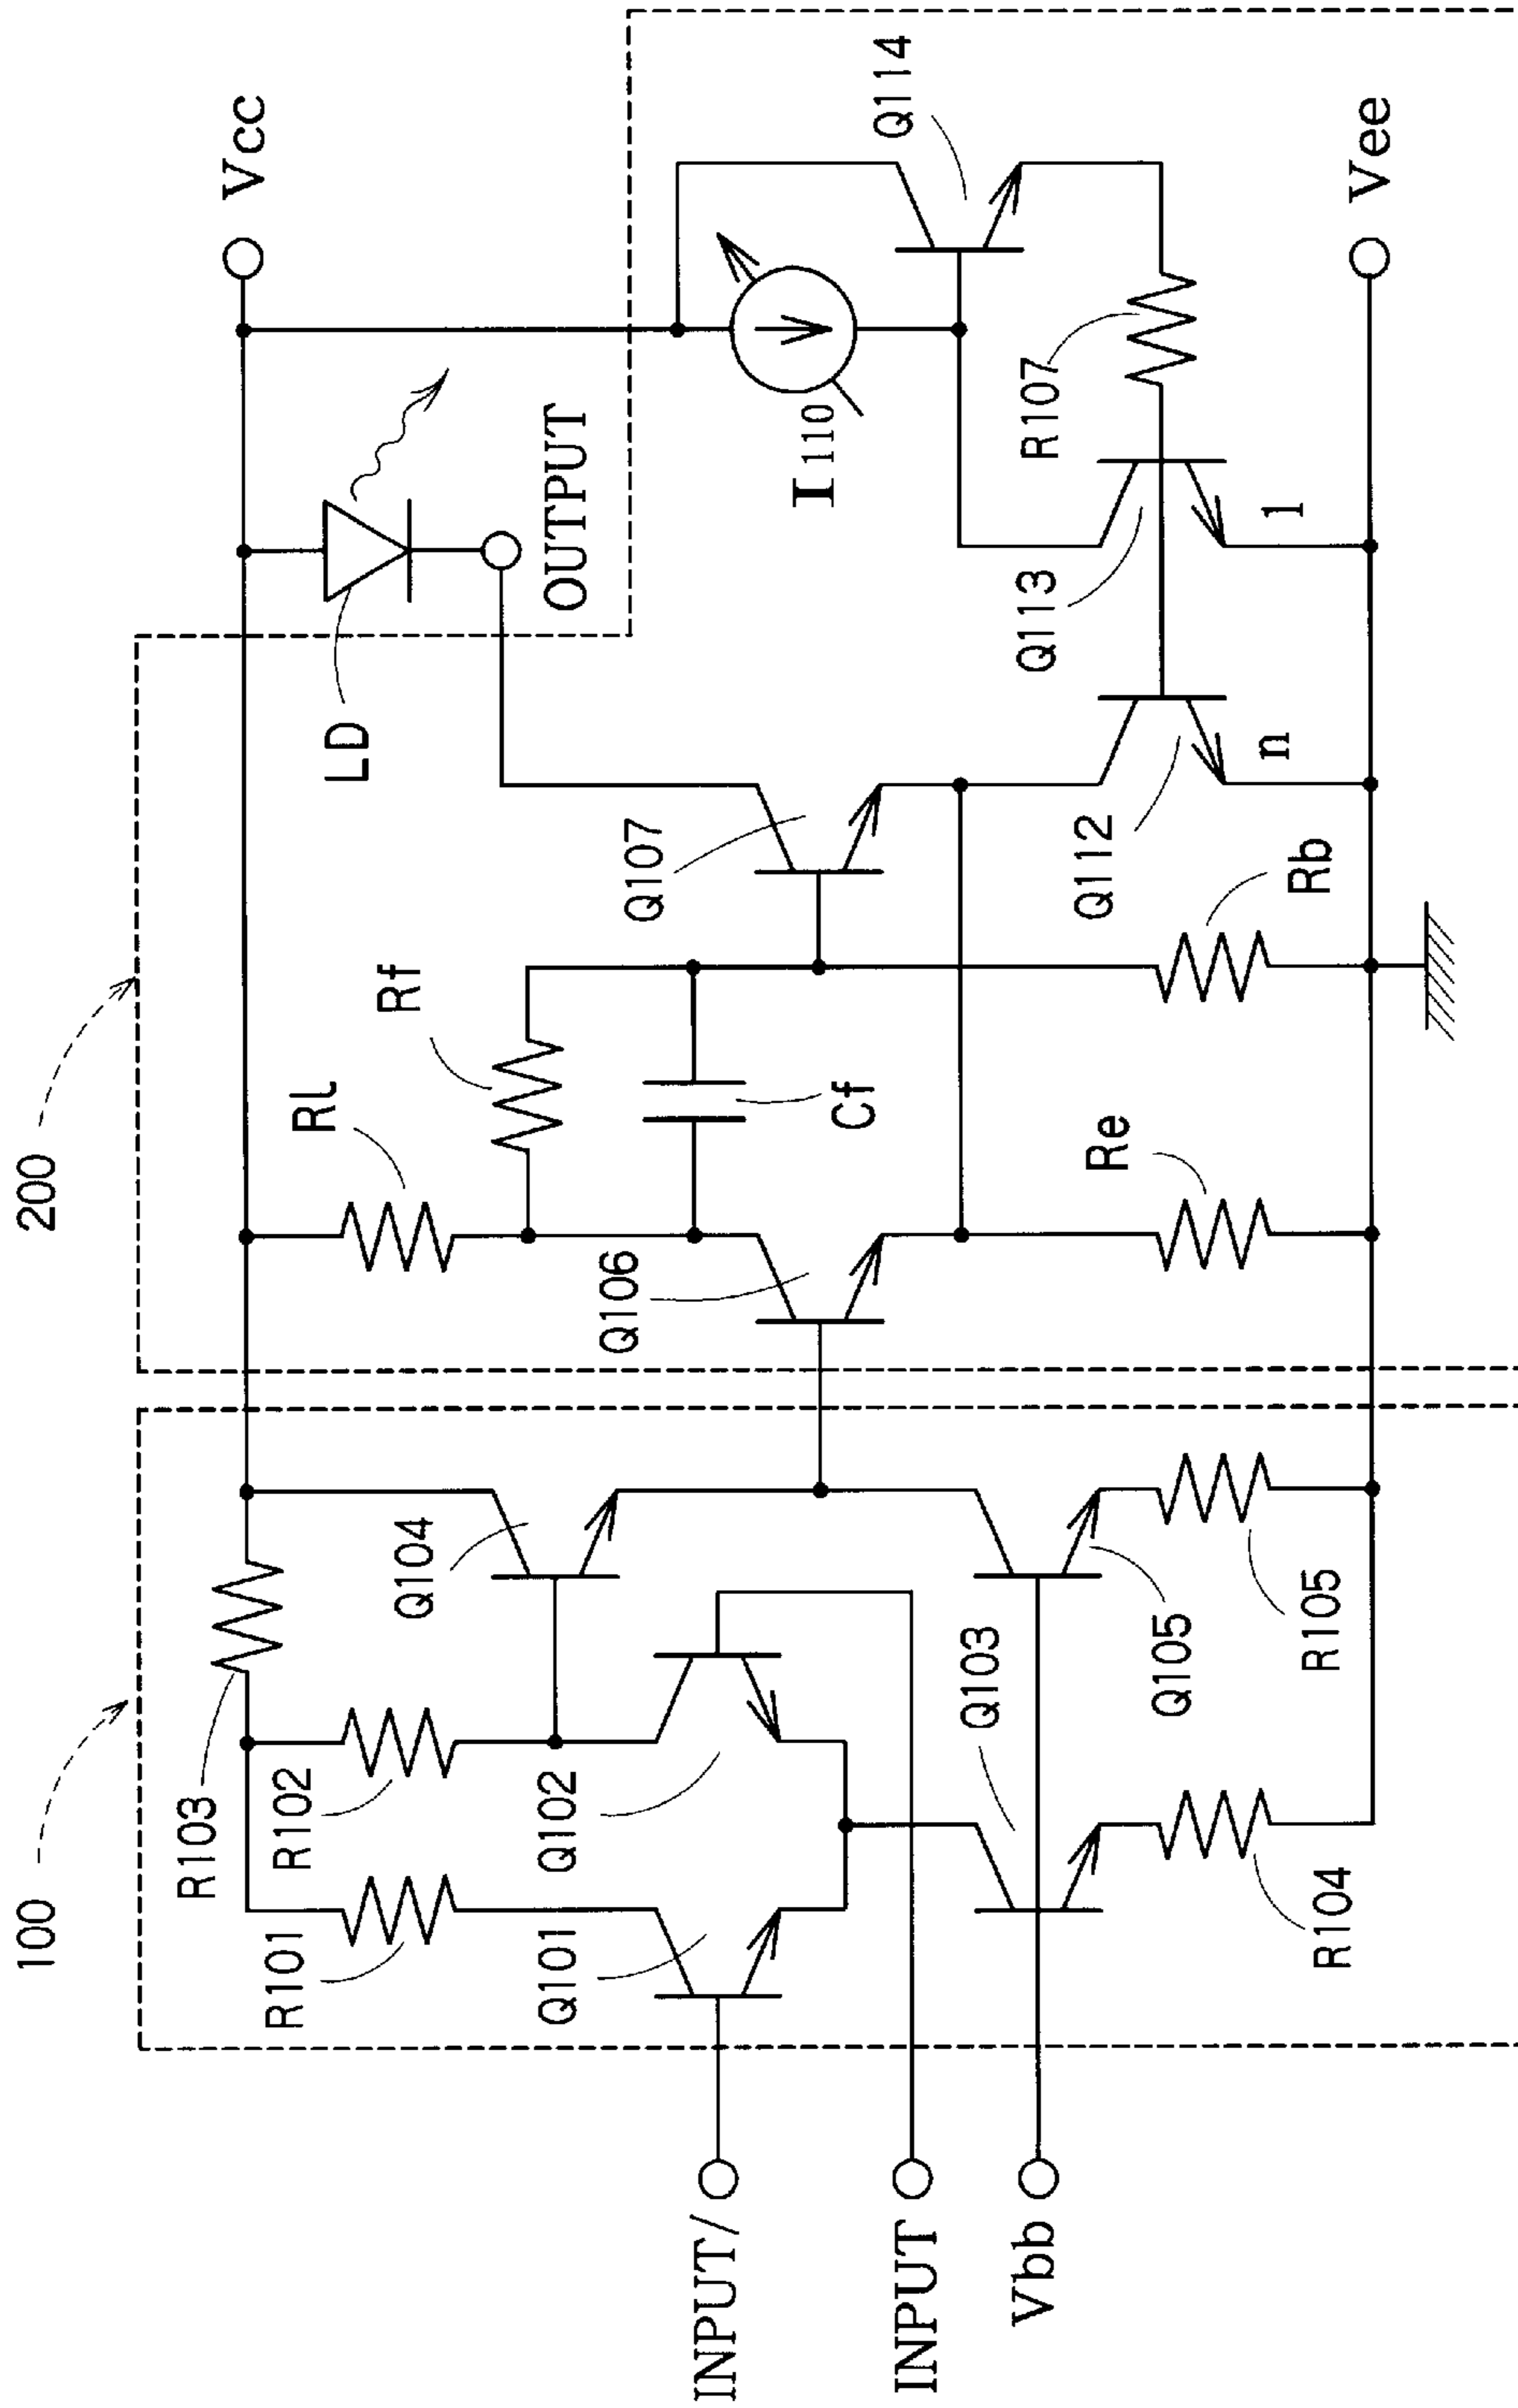 100
200
Vcc
LD
OUTPUT
R103
R101
R102
Rl
Rf
Q101
Q102
Q104
Q106
Cf
Q107
I110
Q114
INPUT/
INPUT
Vbb
Q103
Q105
R104
R105
Re
Rb
Q112
n
Q113
1
R107
Vee